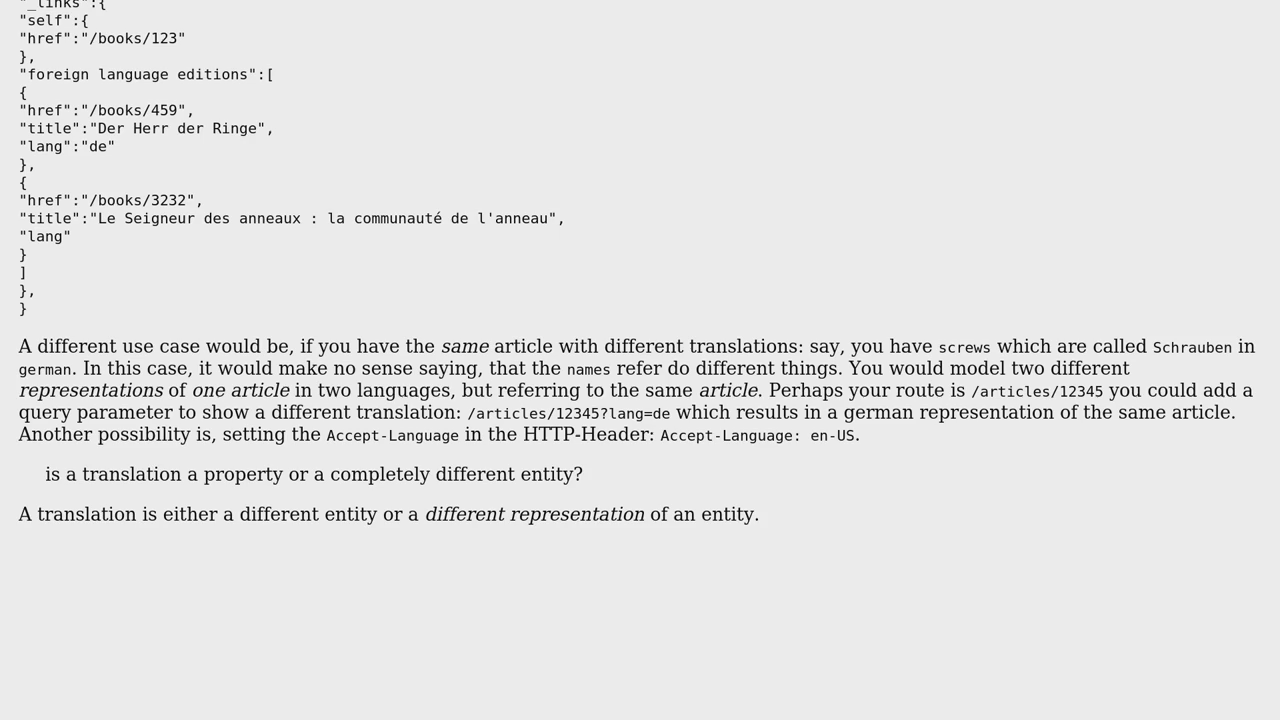 "_links":{
"self":{
"href":"/books/123"
},
"foreign language editions":[
{
"href":"/books/459",
"title":"Der Herr der Ringe",
"lang":"de"
},
{
"href":"/books/3232",
"title":"Le Seigneur des anneaux : la communauté de l'anneau",
"lang"
}
]
},
}
A different use case would be, if you have the same article with different translations: say, you have screws which are called Schrauben in
german. In this case, it would make no sense saying, that the names refer do different things. You would model two different
representations of one article in two languages, but referring to the same article. Perhaps your route is /articles/12345 you could add a
query parameter to show a different translation: /articles/12345?lang=de which results in a german representation of the same article.
Another possibility is, setting the Accept-Language in the HTTP-Header: Accept-Language: en-US.
is a translation a property or a completely different entity?
A translation is either a different entity or a different representation of an entity.